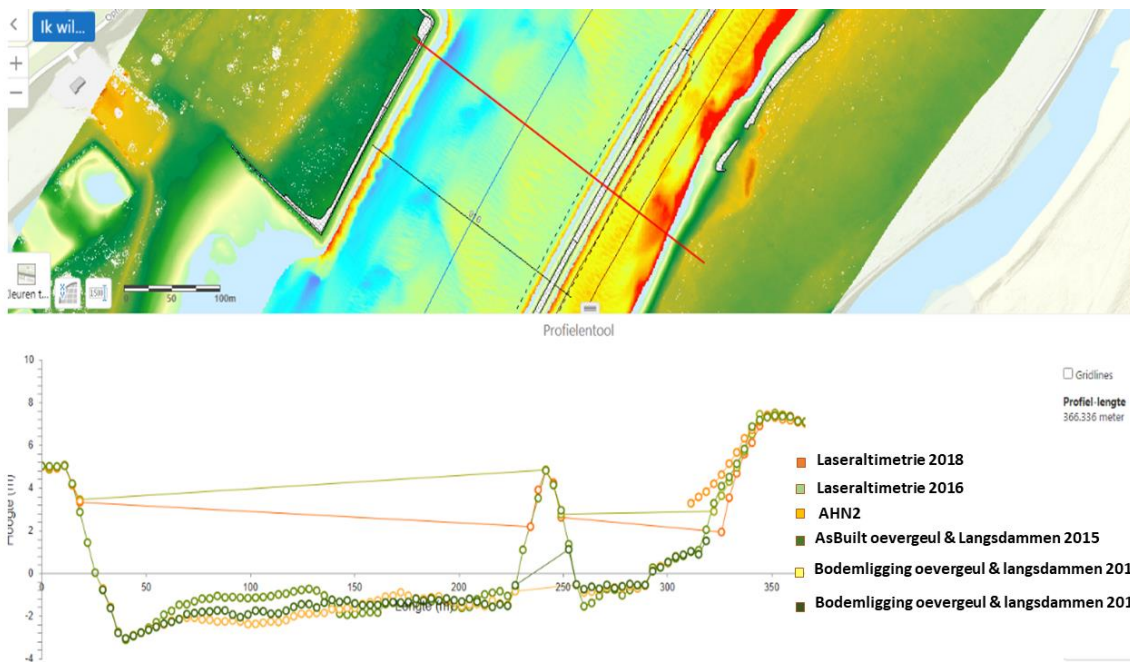 Ik wil...
0 50 100m
Profielentool
10
8
6
4
2
0
-2
-4
50
100
150
200
250
300
350
Hoogte (m)
Lengte (m)
Gridlines
Profiel-lengte
366.336 meter
Laseraltimetrie 2018
Laseraltimetrie 2016
AHN2
AsBuilt oevergeul & Langsdammen 2015
Bodemligging oevergeul & langsdammen 201
Bodemligging oevergeul & langsdammen 201